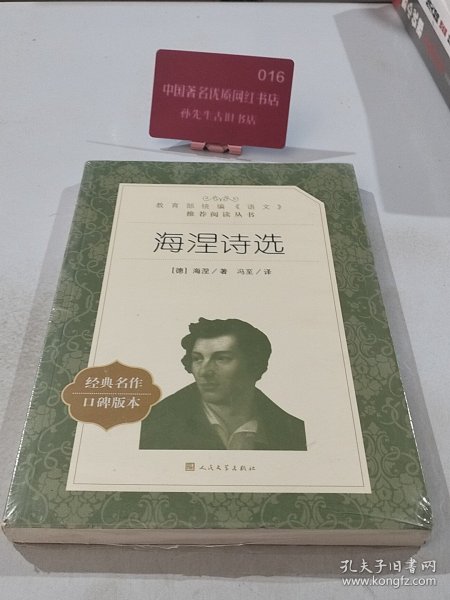 016
中国著名优质网红书店
孙先生古旧书店
教育部统编《语文》
推荐阅读丛书
海涅诗选
[德] 海涅/著 冯至/译
经典名作
口碑版本
人民文学出版社
孔夫子旧书网
www.kongfz.com